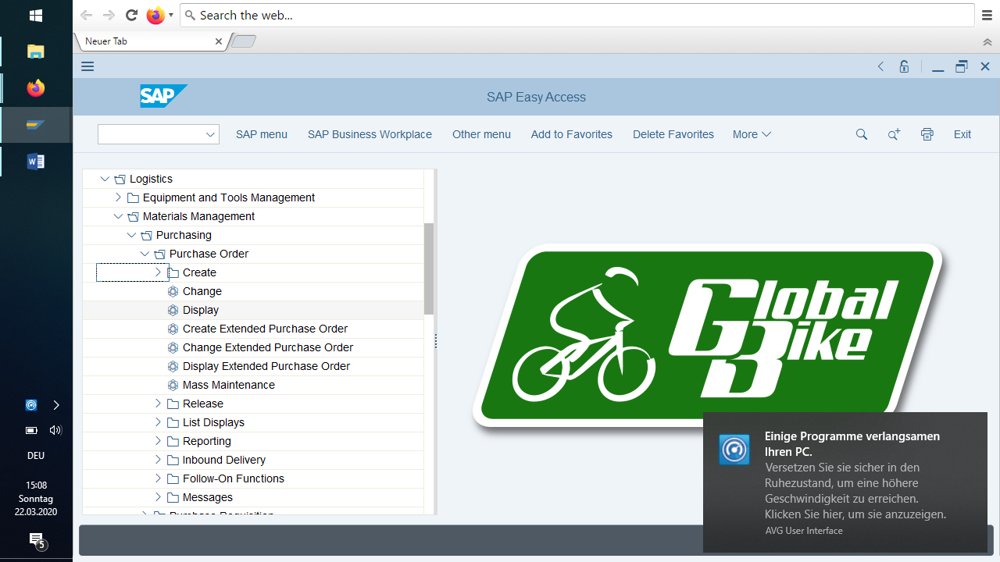 Search the web...
Neuer Tab
SAP
SAP Easy Access
SAP menu
SAP Business Workplace
Other menu
Add to Favorites
Delete Favorites
More
Exit
Logistics
Equipment and Tools Management
Materials Management
Purchasing
Purchase Order
Create
Change
Display
Create Extended Purchase Order
Change Extended Purchase Order
Display Extended Purchase Order
Mass Maintenance
Release
List Displays
Reporting
Inbound Delivery
Follow-On Functions
Messages
Purchase Requisition
Global
Bike
Einige Programme verlangsamen
Ihren PC.
Versetzen Sie sie sicher in den
Ruhezustand, um eine höhere
Geschwindigkeit zu erreichen.
Klicken Sie hier, um sie anzuzeigen.
AVG User Interface
W
DEU
15:08
Sonntag
22.03.2020
5